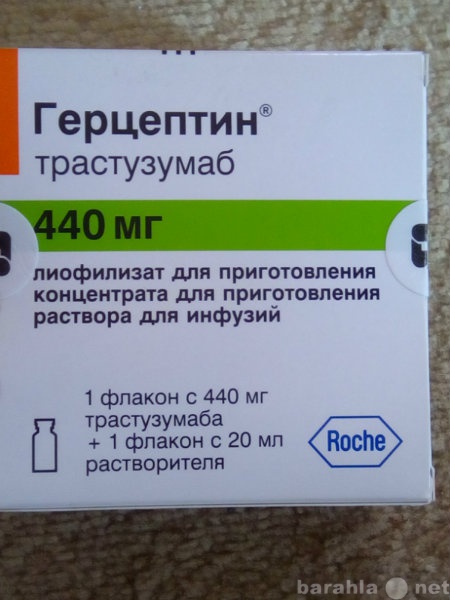 Герцептин®
трастузумаб
440 мг
лиофилизат для приготовления
концентрата для приготовления
раствора для инфузий
1 флакон с 440 мг
трастузумаба
+ 1 флакон с 20 мл
растворителя
Roche
barahla.net